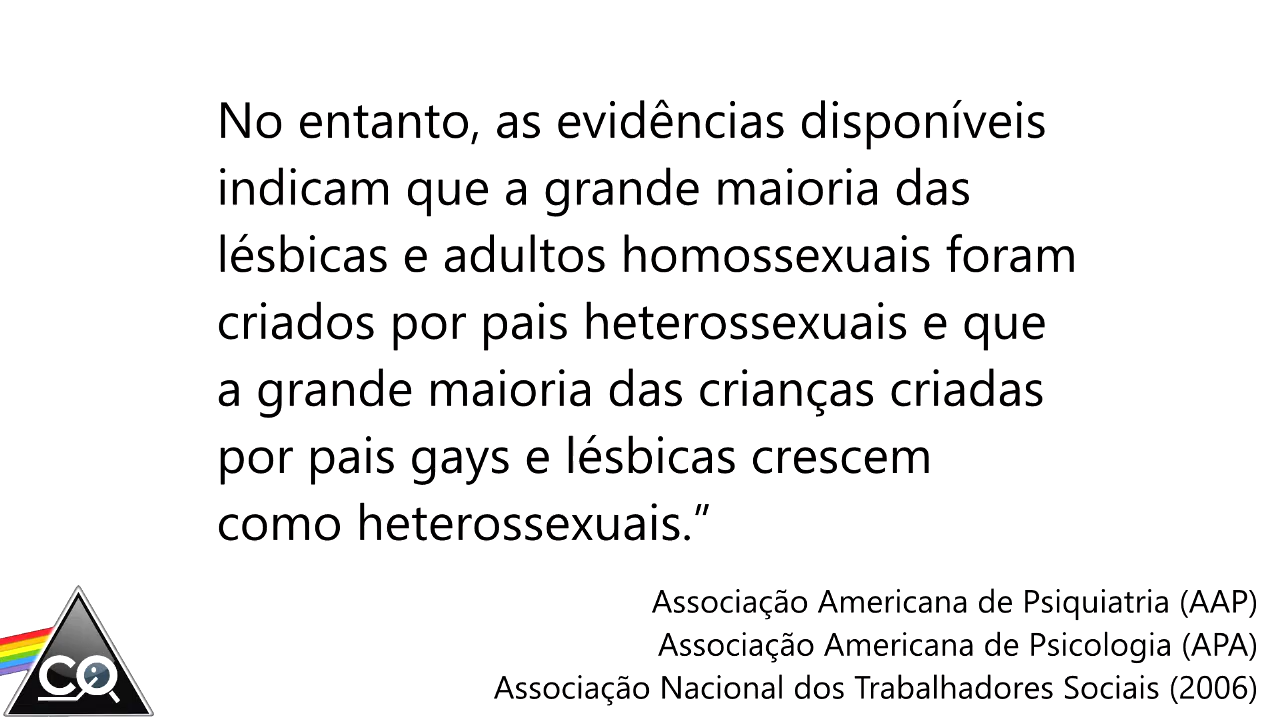 No entanto, as evidências disponíveis
indicam que a grande maioria das
lésbicas e adultos homossexuais foram
criados por pais heterossexuais e que
a grande maioria das crianças criadas
por pais gays e lésbicas crescem
como heterossexuais.”
Associação Americana de Psiquiatria (AAP)
Associação Americana de Psicologia (APA)
Associação Nacional dos Trabalhadores Sociais (2006)
CQ